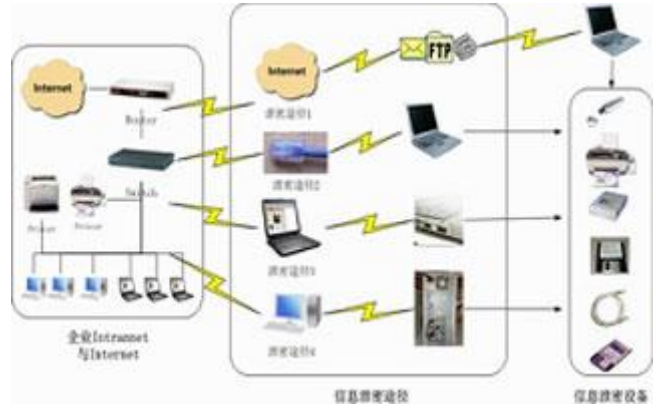 Internet
Router
Switch
Printer
Printer
企业Intrannet
与Internet
Internet
泄密途径1
FTP
泄密途径2
泄密途径3
泄密途径4
信息泄密途径
信息泄密设备